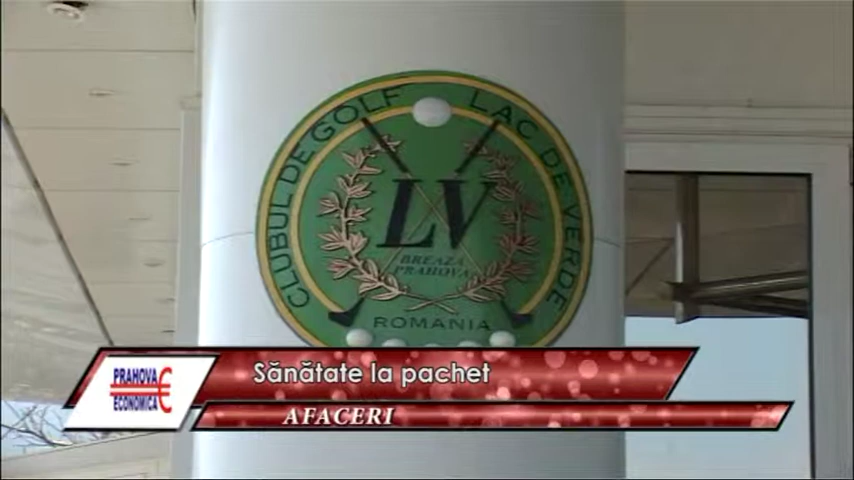 CLUBUL DE GOLF LAC DE VERDE
LV
BREAZA
PRAHOVA
ROMANIA
PRAHOVA
ECONOMICA
€
Sănătate la pachet
AFACERI